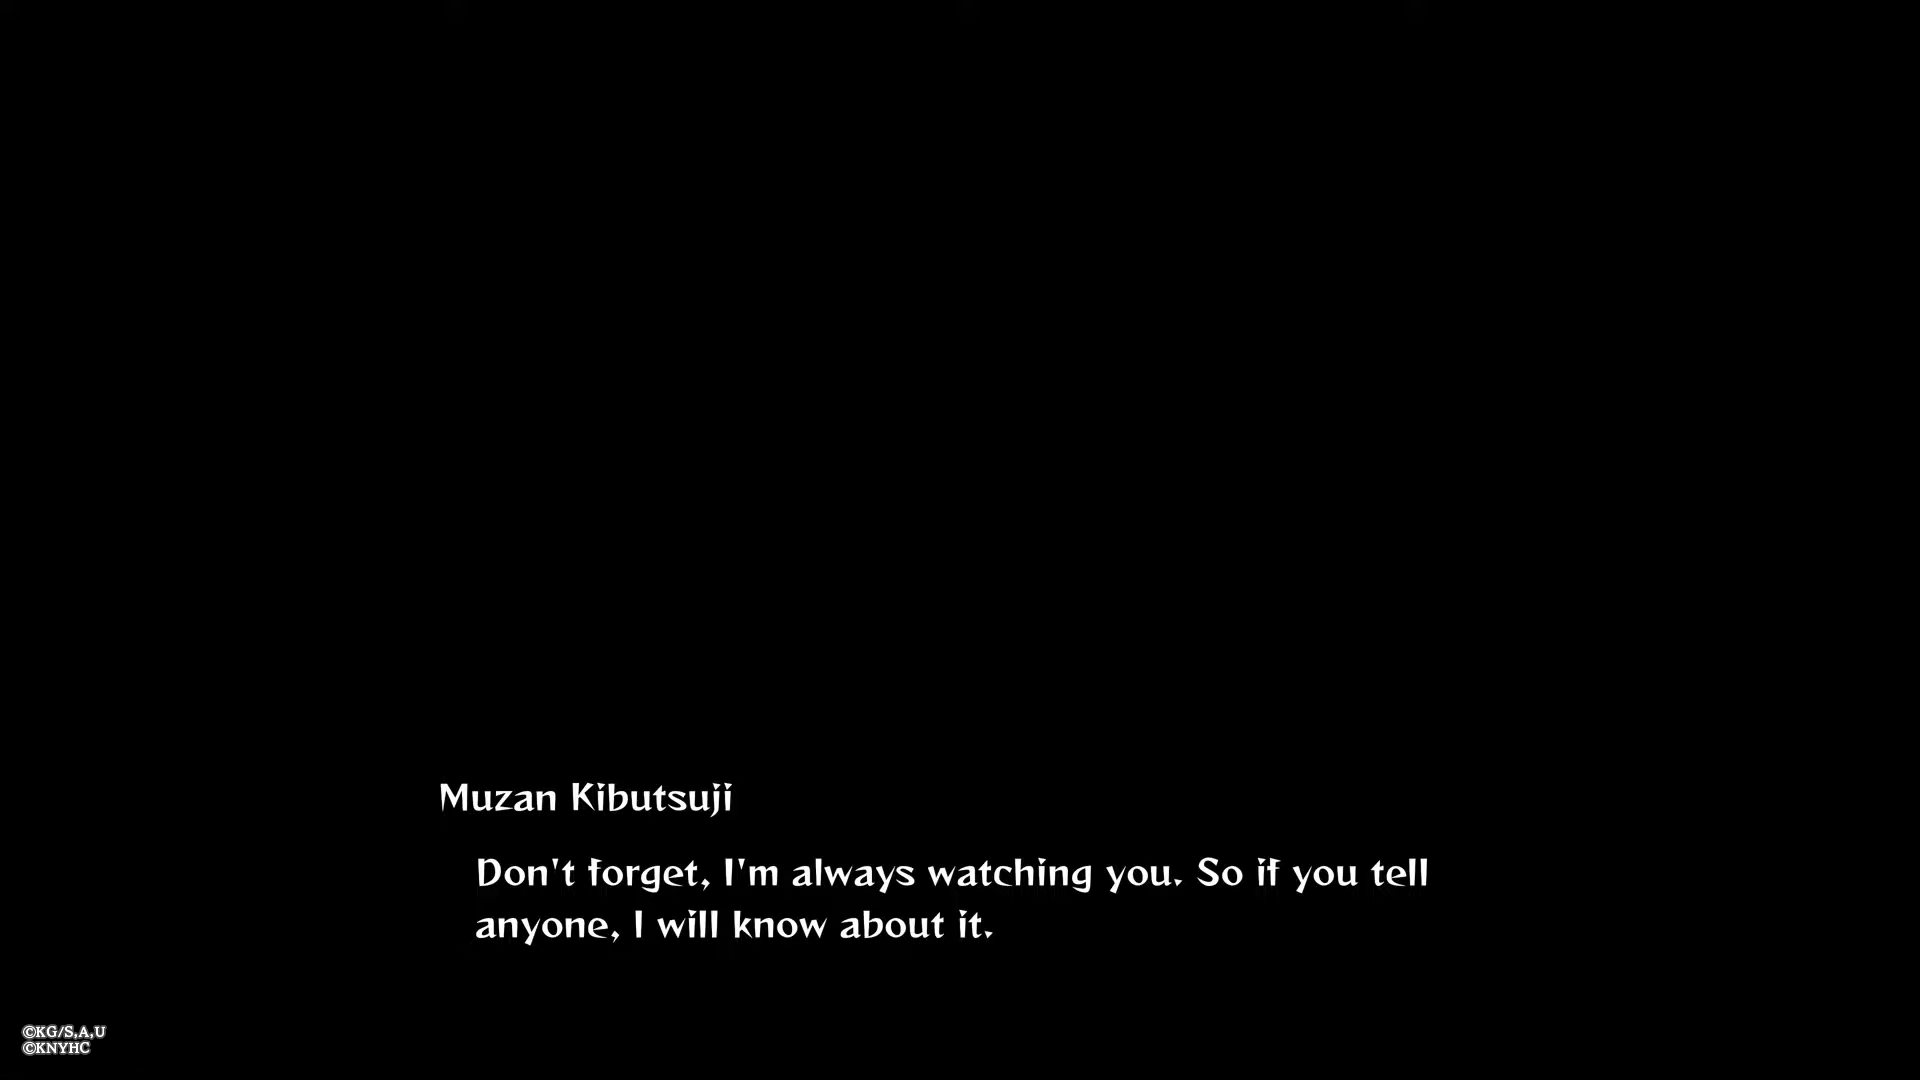 Muzan Kibutsuji
Don't forget, I'm always watching you. So if you tell
anyone, I will know about it.
©KG/S,A,U
©KNYHC